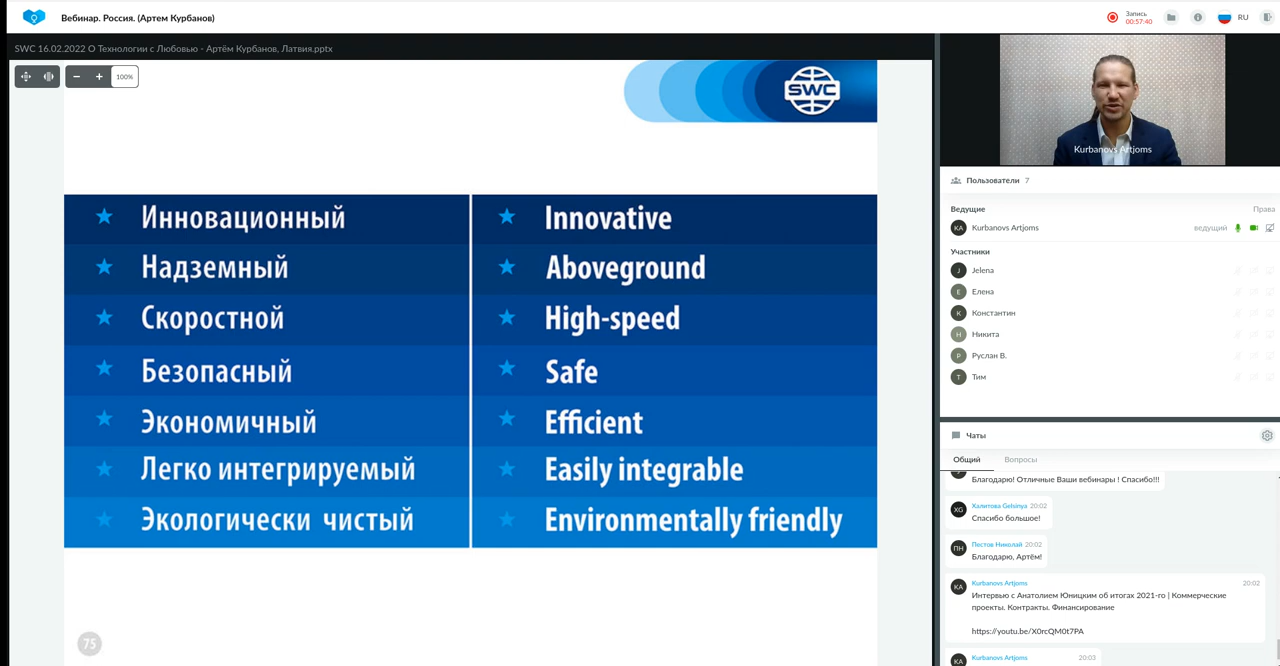 Вебинар. Россия. (Артем Курбанов)
Запись
00:57:40
RU
SWC 16.02.2022 О Технологии с Любовью - Артём Курбанов, Латвия.pptx
100%
SWC
Инновационный
Innovative
Надземный
Aboveground
Скоростной
High-speed
Безопасный
Safe
Экономичный
Efficient
Легко интегрируемый
Easily integrable
Экологически чистый
Environmentally friendly
75
Kurbanovs Artjoms
Пользователи 7
Ведущие
Права
KA Kurbanovs Artjoms ведущий
Участники
J Jelena
Е Елена
К Константин
Н Никита
Р Руслан В.
Т Тим
Чаты
Общий Вопросы
Благодарю! Отличные Ваши вебинары ! Спасибо!!!
XG Халитова Gelsinya 20:02
Спасибо большое!
ПН Пестов Николай 20:02
Благодарю, Артём!
KA Kurbanovs Artjoms 20:02
Интервью с Анатолием Юницким об итогах 2021-го | Коммерческие
проекты. Контракты. Финансирование
https://youtu.be/X0rcQM0t7PA
KA Kurbanovs Artjoms 20:03